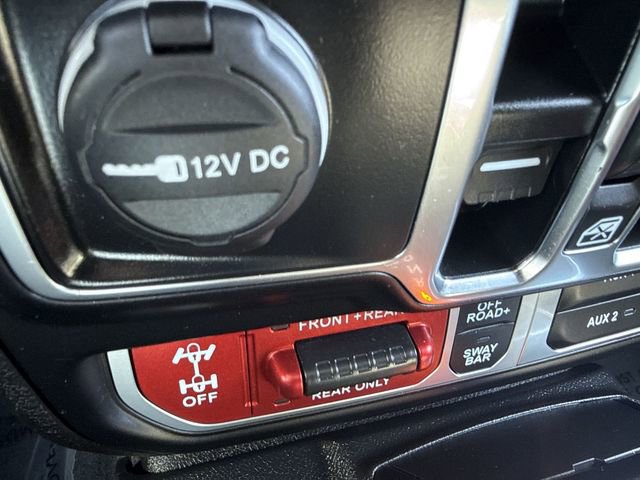 12V DC
FRONT+REAR
OFF
REAR ONLY
OFF
ROAD+
SWAY
BAR
AUX 2